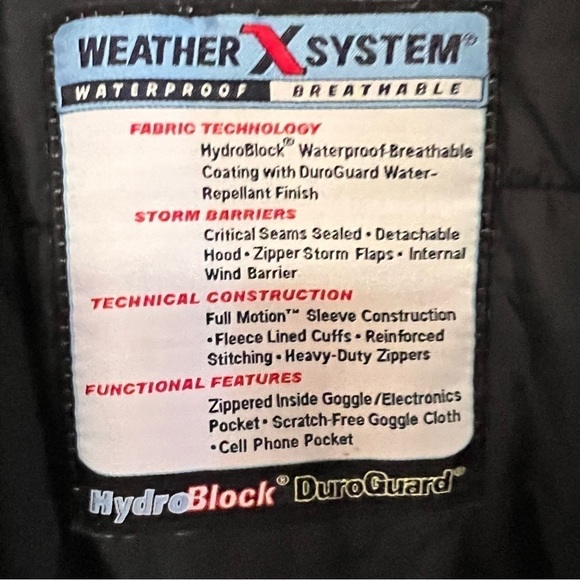 WEATHER X SYSTEM®
WATERPROOF BREATHABLE
FABRIC TECHNOLOGY
HydroBlock® Waterproof-Breathable
Coating with DuroGuard Water-
Repellant Finish
STORM BARRIERS
Critical Seams Sealed • Detachable
Hood • Zipper Storm Flaps • Internal
Wind Barrier
TECHNICAL CONSTRUCTION
Full Motion™ Sleeve Construction
• Fleece Lined Cuffs • Reinforced
Stitching • Heavy-Duty Zippers
FUNCTIONAL FEATURES
Zippered Inside Goggle/Electronics
Pocket • Scratch-Free Goggle Cloth
• Cell Phone Pocket
HydroBlock® DuroGuard®